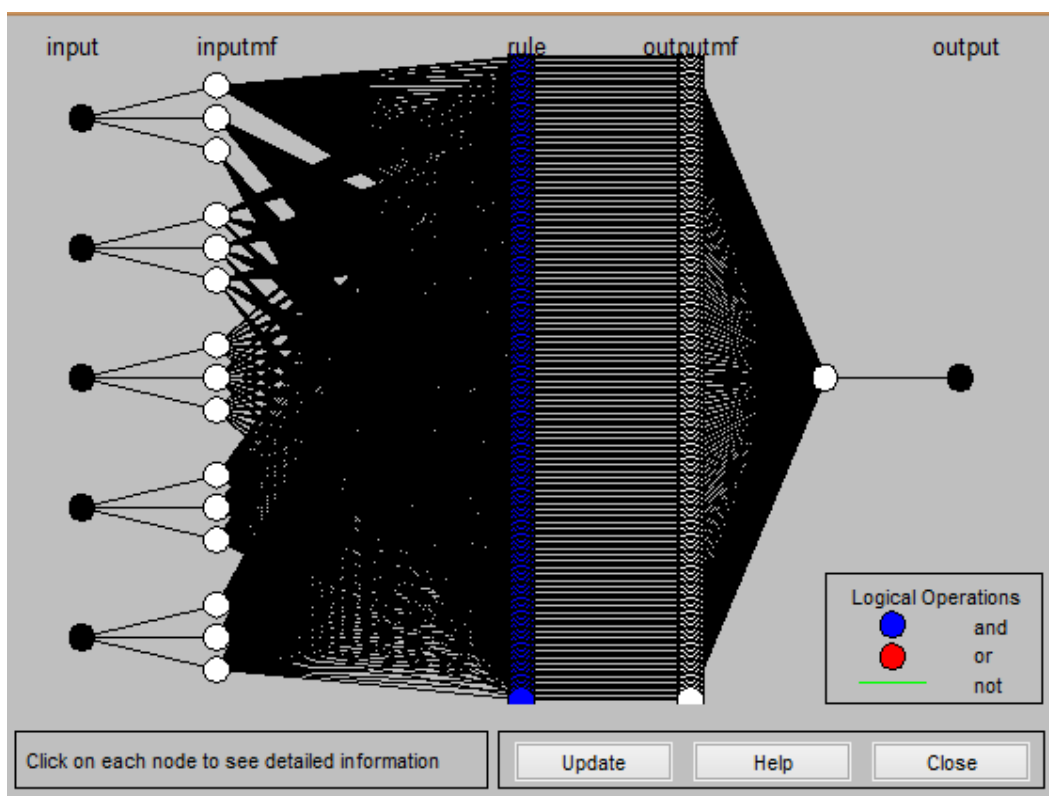 input inputmf rule outputmf output
Logical Operations
and
or
not
Click on each node to see detailed information
Update Help Close